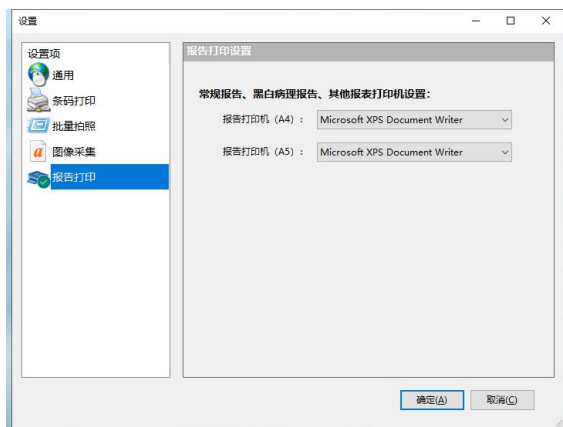 设置
设置项
通用
条码打印
批量拍照
图像采集
报告打印
报告打印设置
常规报告、黑白病理报告、其他报表打印机设置：
报告打印机（A4）： Microsoft XPS Document Writer
报告打印机（A5）： Microsoft XPS Document Writer
确定(A) 取消(C)